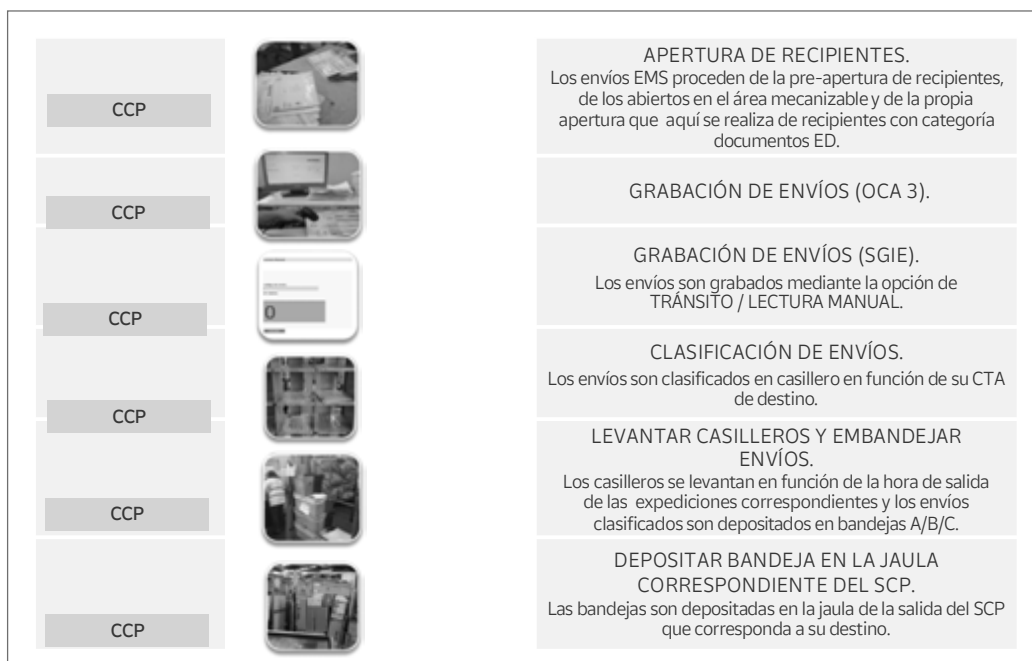 CCP
APERTURA DE RECIPIENTES.
Los envíos EMS proceden de la pre-apertura de recipientes,
de los abiertos en el área mecanizable y de la propia
apertura que aquí se realiza de recipientes con categoría
documentos ED.
CCP
GRABACIÓN DE ENVÍOS (OCA 3).
CCP
0
GRABACIÓN DE ENVÍOS (SGIE).
Los envíos son grabados mediante la opción de
TRÁNSITO / LECTURA MANUAL.
CCP
CLASIFICACIÓN DE ENVÍOS.
Los envíos son clasificados en casillero en función de su CTA
de destino.
CCP
LEVANTAR CASILLEROS Y EMBANDEJAR
ENVÍOS.
Los casilleros se levantan en función de la hora de salida
de las expediciones correspondientes y los envíos
clasificados son depositados en bandejas A/B/C.
CCP
DEPOSITAR BANDEJA EN LA JAULA
CORRESPONDIENTE DEL SCP.
Las bandejas son depositadas en la jaula de la salida del SCP
que corresponda a su destino.